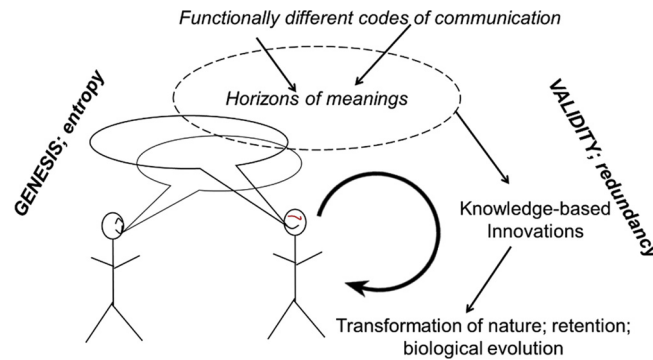 Functionally different codes of communication
Horizons of meanings
GENESIS; entropy
VALIDITY; redundancy
Knowledge-based
Innovations
Transformation of nature; retention;
biological evolution